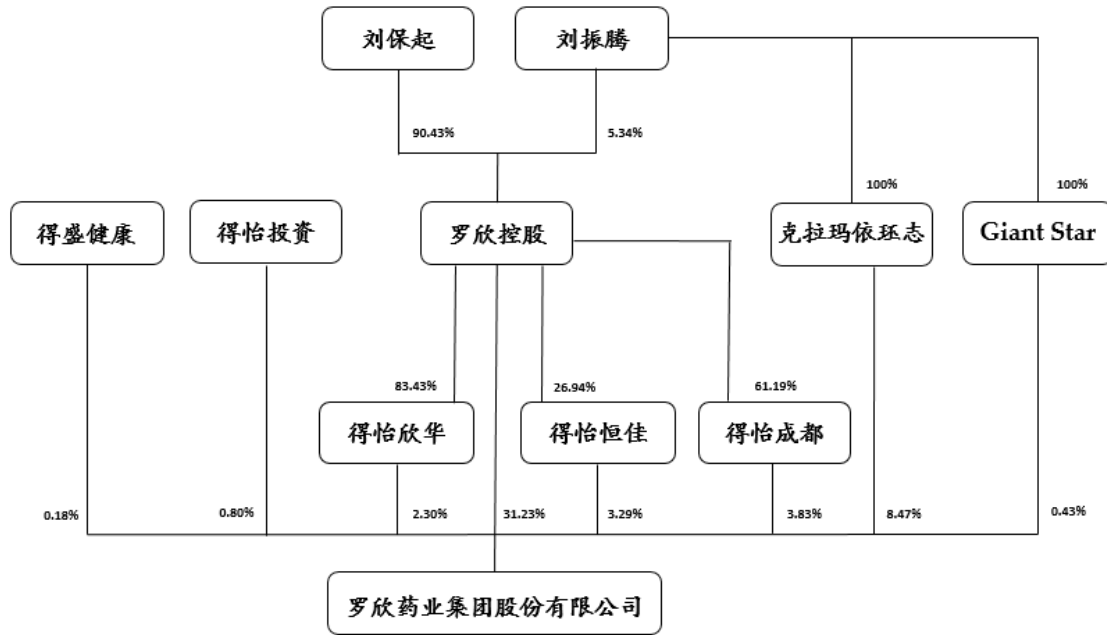 刘保起
刘振腾
90.43%
5.34%
100%
100%
得盛健康
得怡投资
罗欣控股
克拉玛依珏志
Giant Star
83.43%
26.94%
61.19%
得怡欣华
得怡恒佳
得怡成都
0.18%
0.80%
2.30%
31.23%
3.29%
3.83%
8.47%
0.43%
罗欣药业集团股份有限公司